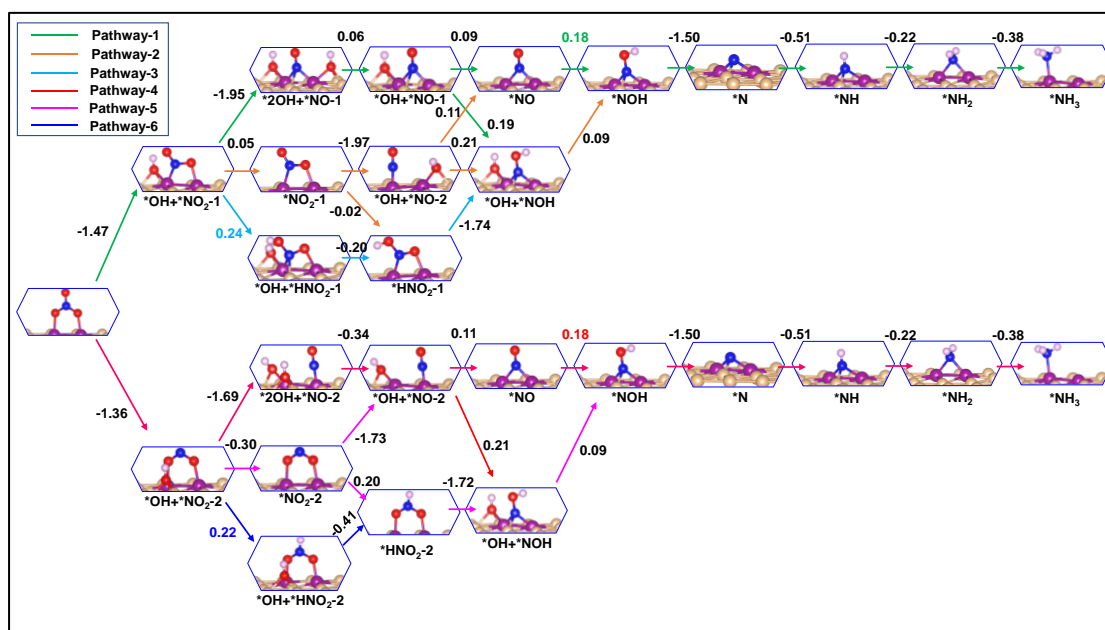 Pathway-1
Pathway-2
Pathway-3
Pathway-4
Pathway-5
Pathway-6
0.06 0.09 0.18 -1.50 -0.51 -0.22 -0.38
*2OH+*NO-1 *OH+*NO-1 *NO *NOH *N *NH *NH₂ *NH₃
-1.95 0.11 0.19
0.05 -1.97 0.21 0.09
*OH+*NO₂-1 *NO₂-1 *OH+*NO-2 *OH+*NOH
-0.02 -1.74
-1.47 0.24 -0.20
*OH+*HNO₂-1 *HNO₂-1
-0.34 0.11 0.18 -1.50 -0.51 -0.22 -0.38
*2OH+*NO-2 *OH+*NO-2 *NO *NOH *N *NH *NH₂ *NH₃
-1.36 -1.69
-0.30 -1.73 0.21 0.09
*OH+*NO₂-2 *NO₂-2 0.20 -1.72
0.22 -0.41 *HNO₂-2 *OH+*NOH
*OH+*HNO₂-2